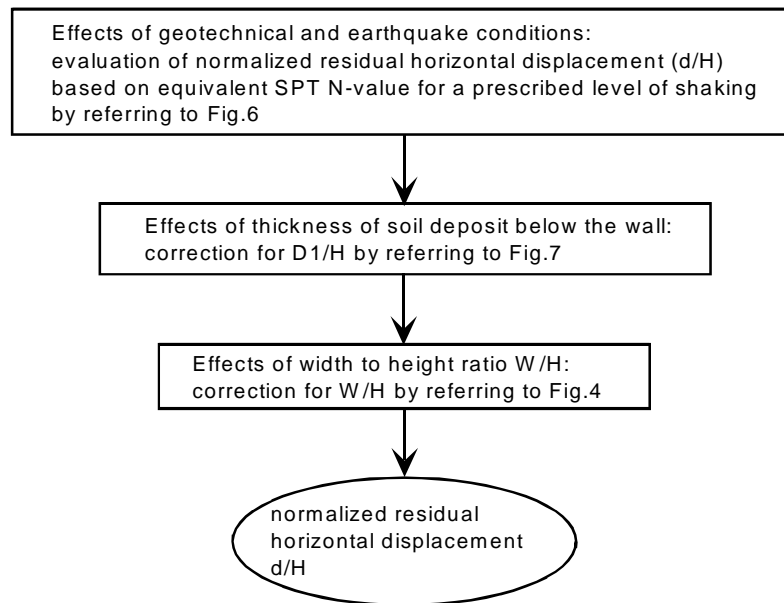 Effects of geotechnical and earthquake conditions:
evaluation of normalized residual horizontal displacement (d/H)
based on equivalent SPT N-value for a prescribed level of shaking
by referring to Fig.6
Effects of thickness of soil deposit below the wall:
correction for D1/H by referring to Fig.7
Effects of width to height ratio W/H:
correction for W/H by referring to Fig.4
normalized residual
horizontal displacement
d/H